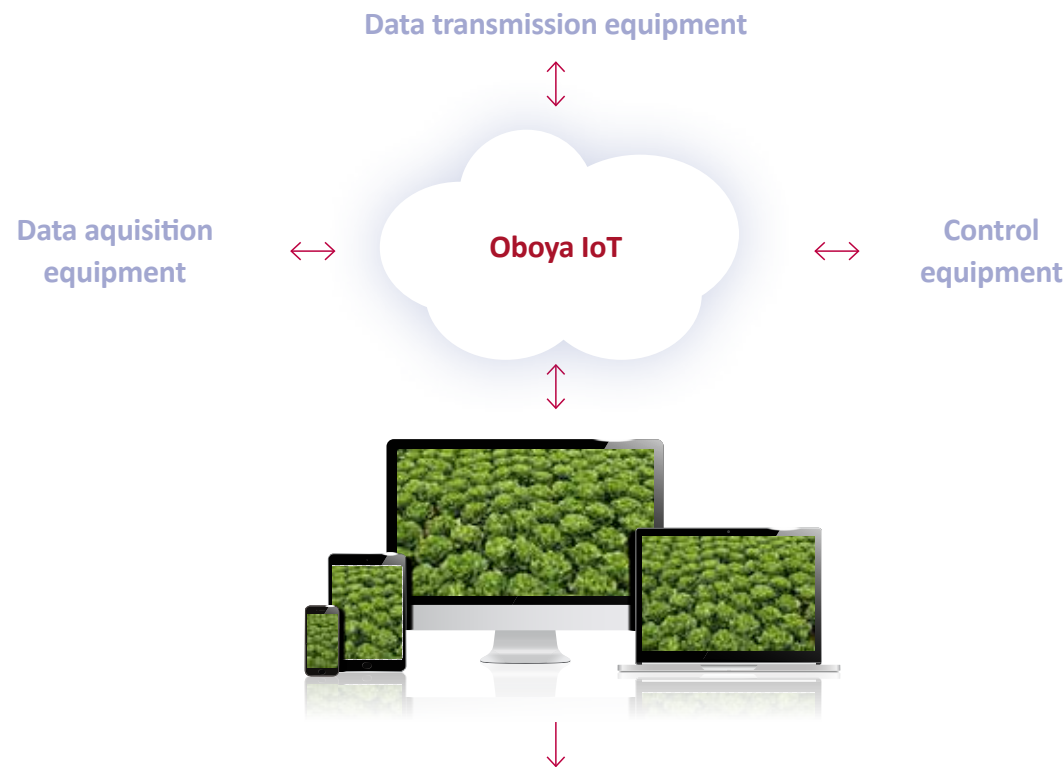 Data transmission equipment
Data aquisition
equipment
Oboya IoT
Control
equipment